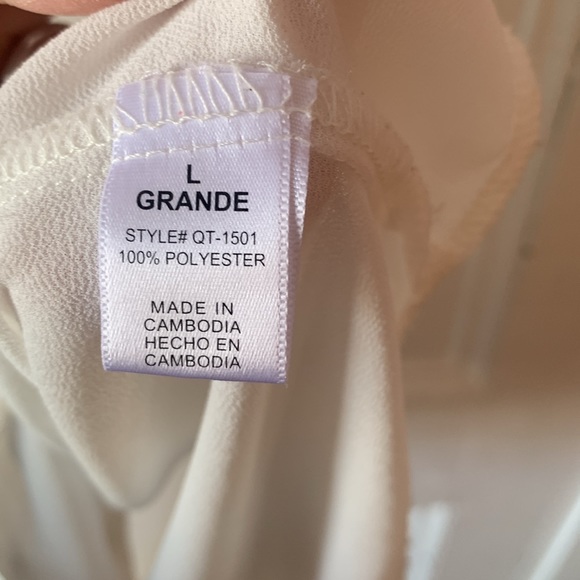 L
GRANDE
STYLE# QT-1501
100% POLYESTER
MADE IN
CAMBODIA
HECHO EN
CAMBODIA